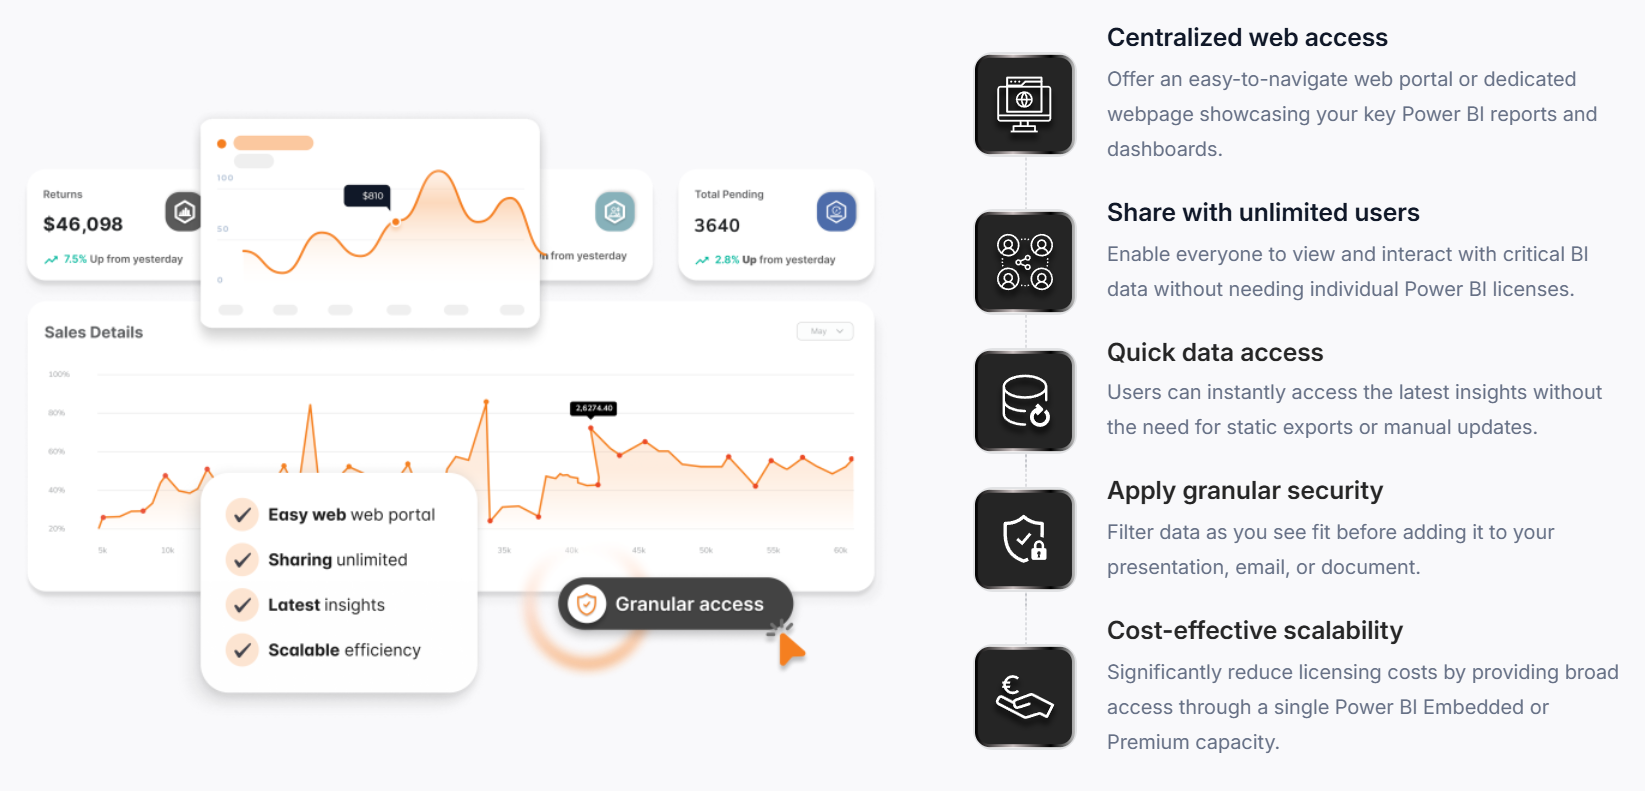 Returns
$46,098
7.5% Up from yesterday
100
50
0
$810
from yesterday
Total Pending
3640
2.8% Up from yesterday
Sales Details
May
100%
80%
60%
40%
20%
2,6274.40
5k
10k
35k
40k
45k
50k
55k
60k
Easy web web portal
Sharing unlimited
Latest insights
Scalable efficiency
Granular access
Centralized web access
Offer an easy-to-navigate web portal or dedicated
webpage showcasing your key Power BI reports and
dashboards.
Share with unlimited users
Enable everyone to view and interact with critical BI
data without needing individual Power BI licenses.
Quick data access
Users can instantly access the latest insights without
the need for static exports or manual updates.
Apply granular security
Filter data as you see fit before adding it to your
presentation, email, or document.
Cost-effective scalability
Significantly reduce licensing costs by providing broad
access through a single Power BI Embedded or
Premium capacity.